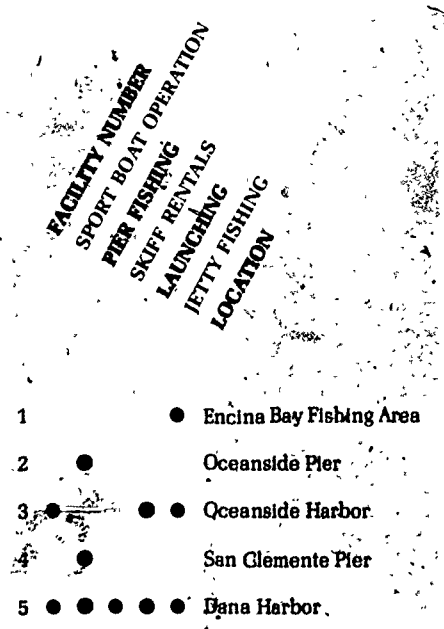 FACILITY NUMBER
SPORT BOAT OPERATION
PIER FISHING
SKIFF RENTALS
LAUNCHING
JETTY FISHING
LOCATION
1 ● Encina Bay Fishing Area
2 ● Oceanside Pier
3 ● ● ● Oceanside Harbor
4 ● San Clemente Pier
5 ● ● ● ● ● Dana Harbor